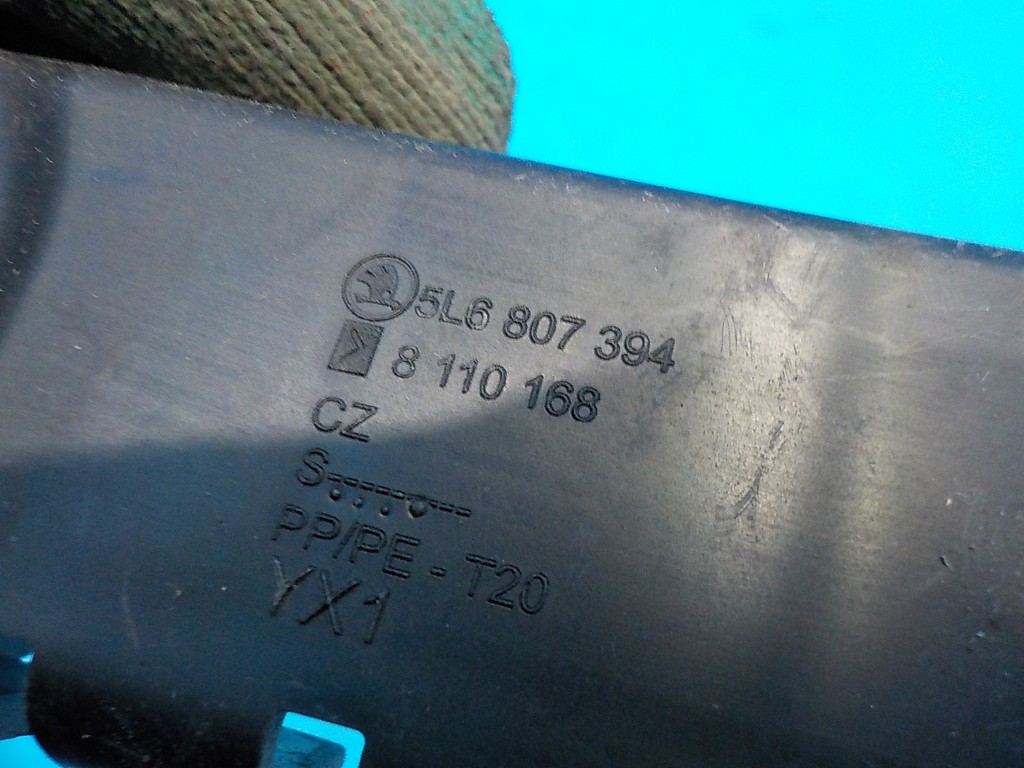 5L6 807 394
> 8 110 168
CZ
S
PP/PE - T20
YX1